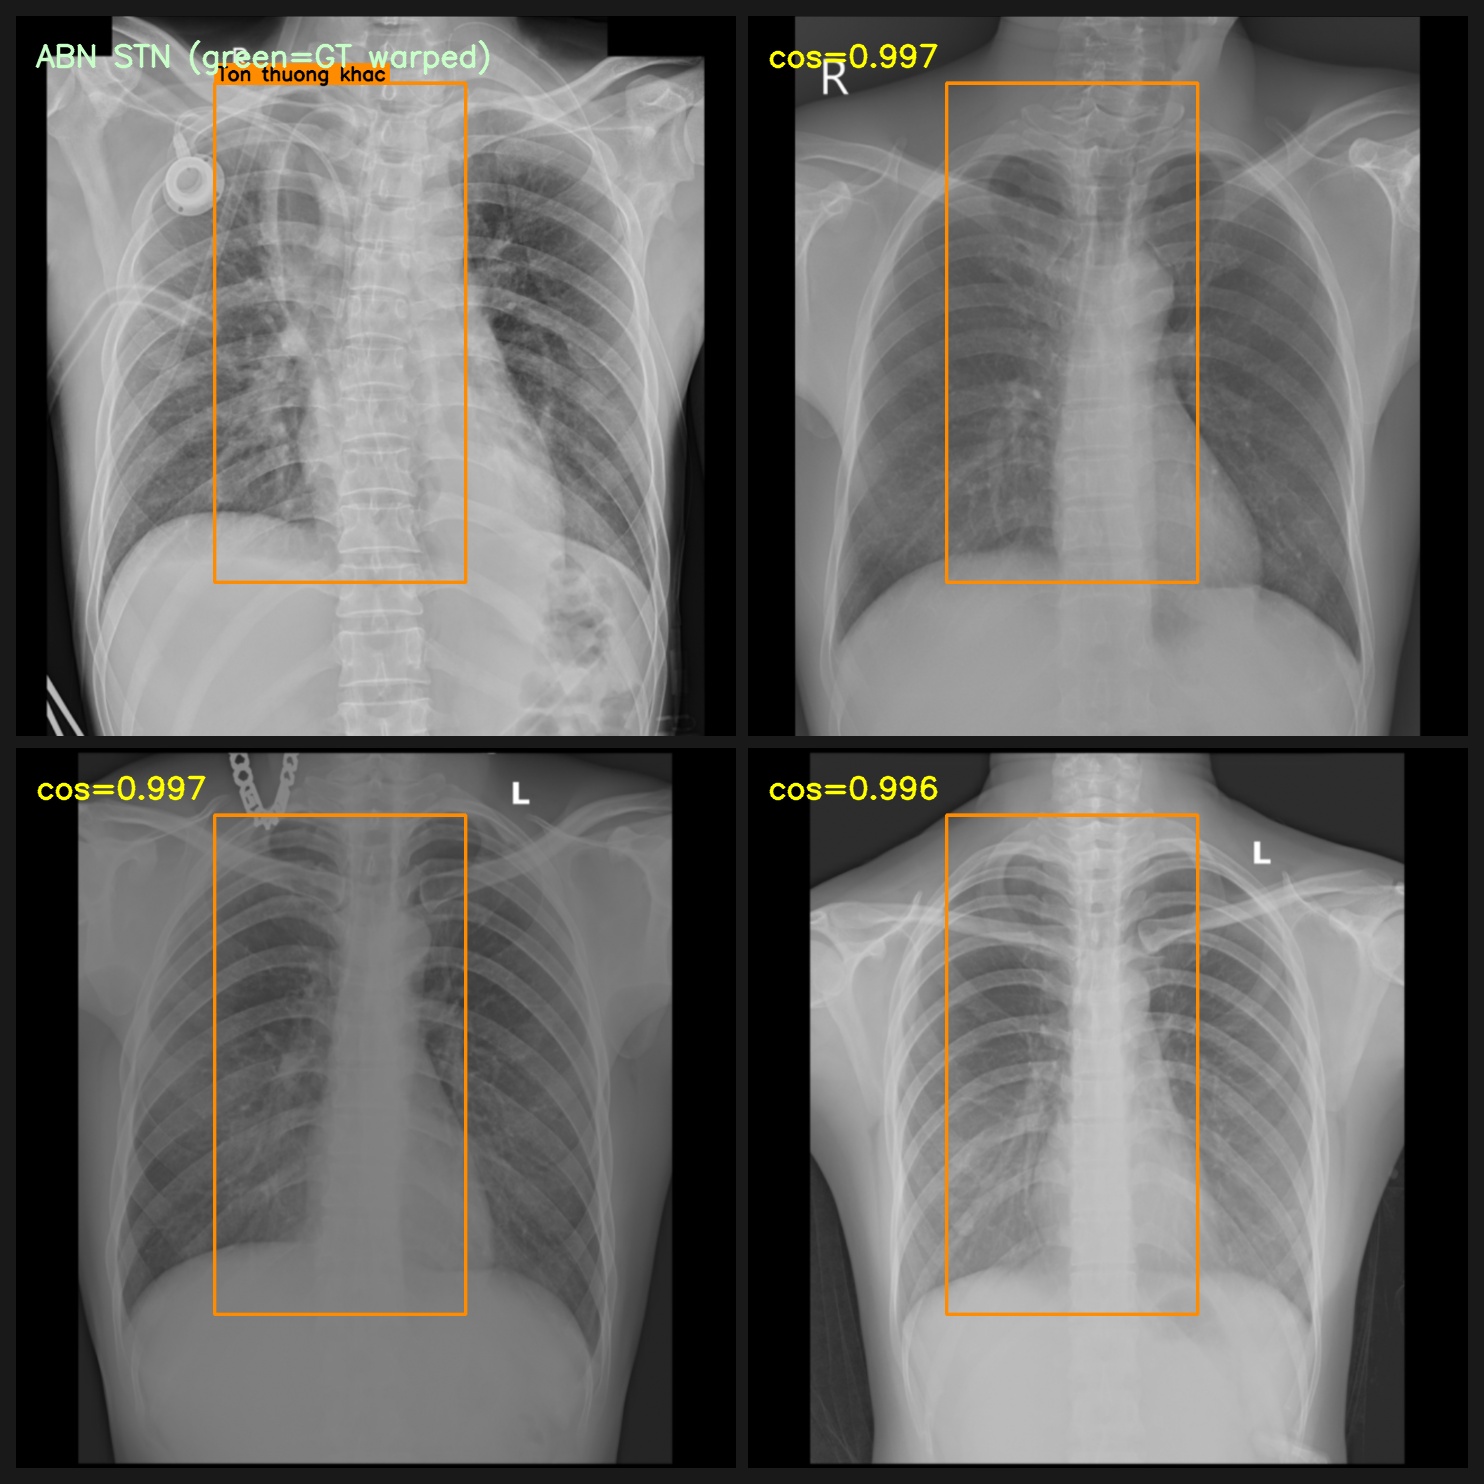 ABN STN (green=GT warped)
Ton thuong khac
cos=0.997
R
cos=0.997
L
cos=0.996
L